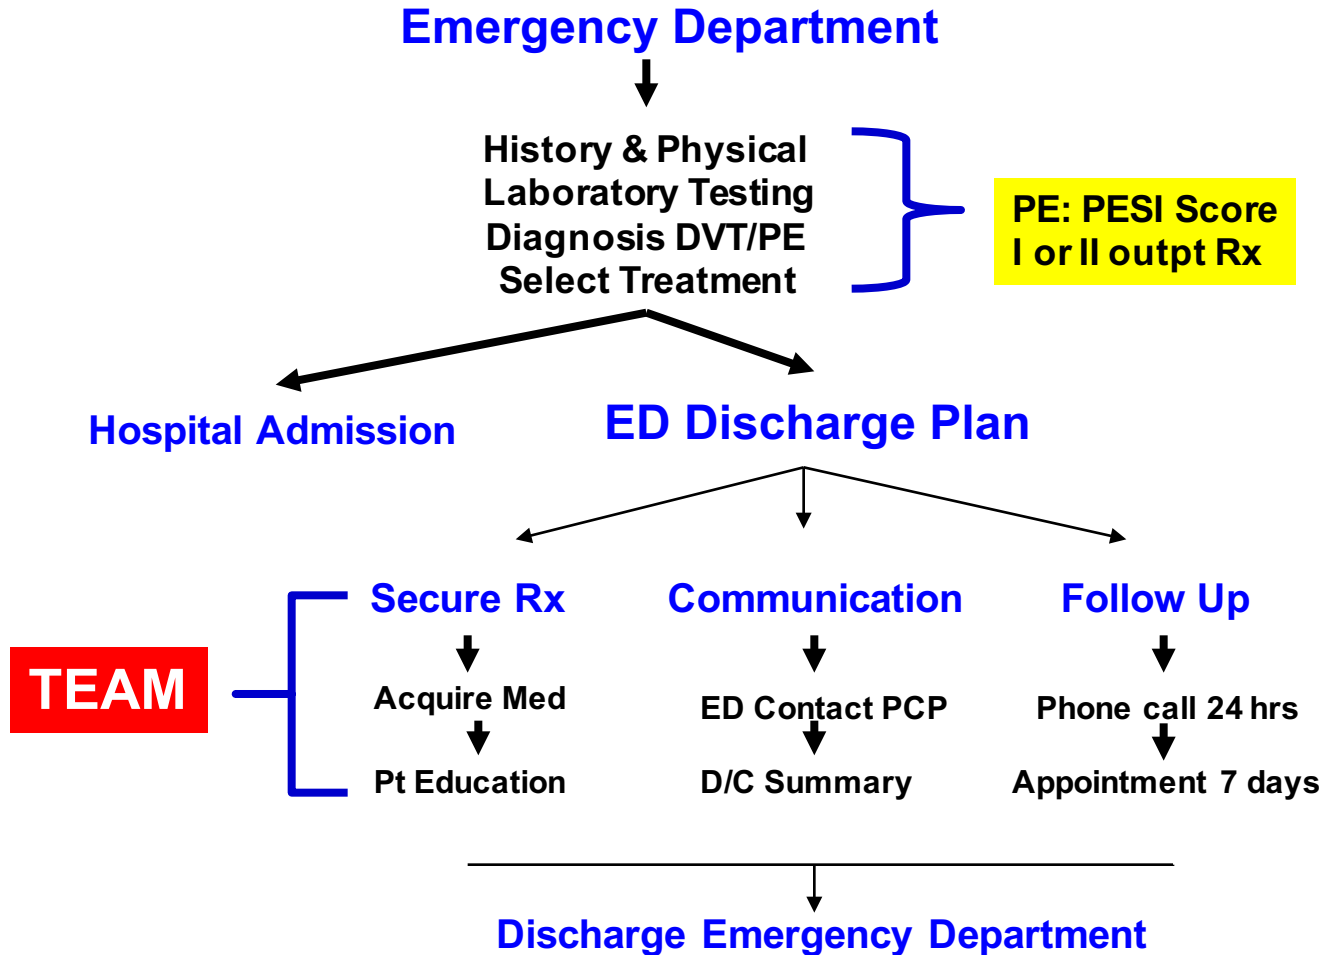 Emergency Department
History & Physical
Laboratory Testing
Diagnosis DVT/PE
Select Treatment
PE: PESI Score
I or II outpt Rx
Hospital Admission
ED Discharge Plan
Secure Rx
Communication
Follow Up
TEAM
Acquire Med
ED Contact PCP
Phone call 24 hrs
Pt Education
D/C Summary
Appointment 7 days
Discharge Emergency Department